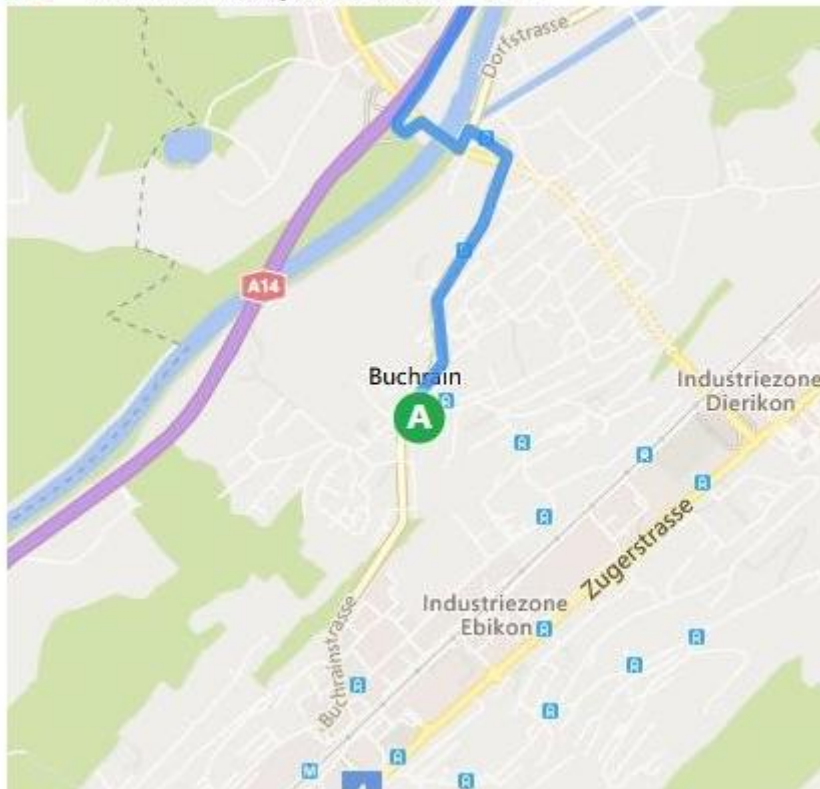 Dorfstrasse
A14
Buchrain
A
Industriezone
Dierikon
Zugerstrasse
Industriezone
Ebikon
Buchrainstrasse
M